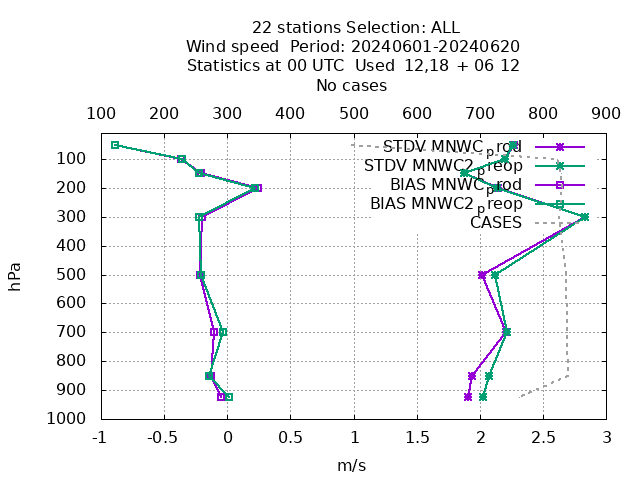 22 stations Selection: ALL
Wind speed  Period: 20240601-20240620
Statistics at 00 UTC  Used  12,18 + 06 12
No cases
100 200 300 400 500 600 700 800 900
STDV MNWC_prod
100
STDV MNWC2_preop
BIAS MNWC_prod
200
BIAS MNWC2_preop
300
CASES
400
hPa
500
600
700
800
900
1000
-1 -0.5 0 0.5 1 1.5 2 2.5 3
m/s